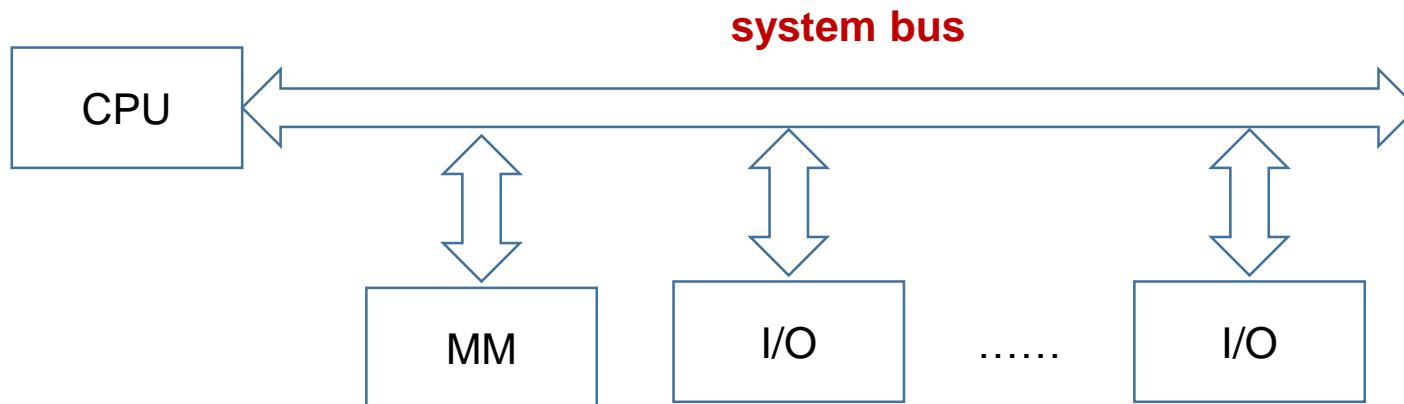 system bus
CPU
MM
I/O
......
I/O